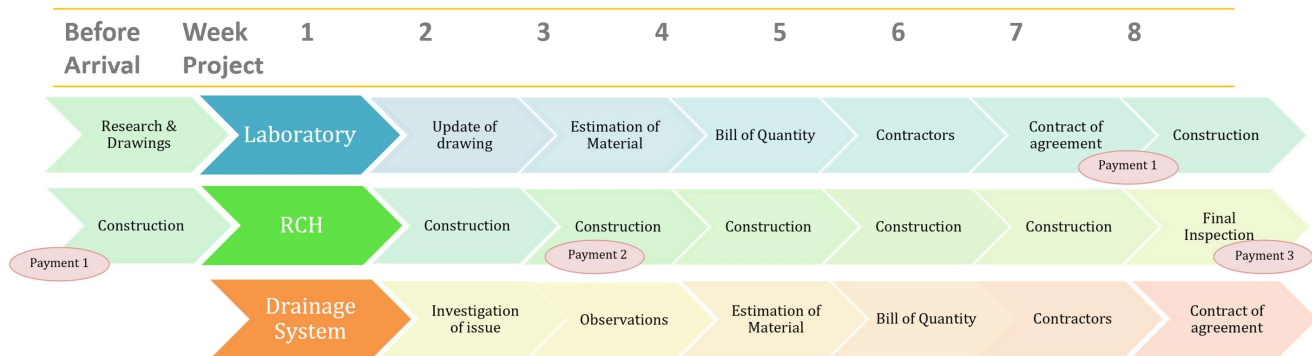 Before Arrival
Week Project
1
2
3
4
5
6
7
8
Research &
Drawings
Laboratory
Update of
drawing
Estimation of
Material
Bill of Quantity
Contractors
Contract of
agreement
Construction
Payment 1
Construction
RCH
Construction
Construction
Construction
Construction
Construction
Final
Inspection
Payment 1
Payment 2
Payment 3
Drainage
System
Investigation
of issue
Observations
Estimation of
Material
Bill of Quantity
Contractors
Contract of
agreement